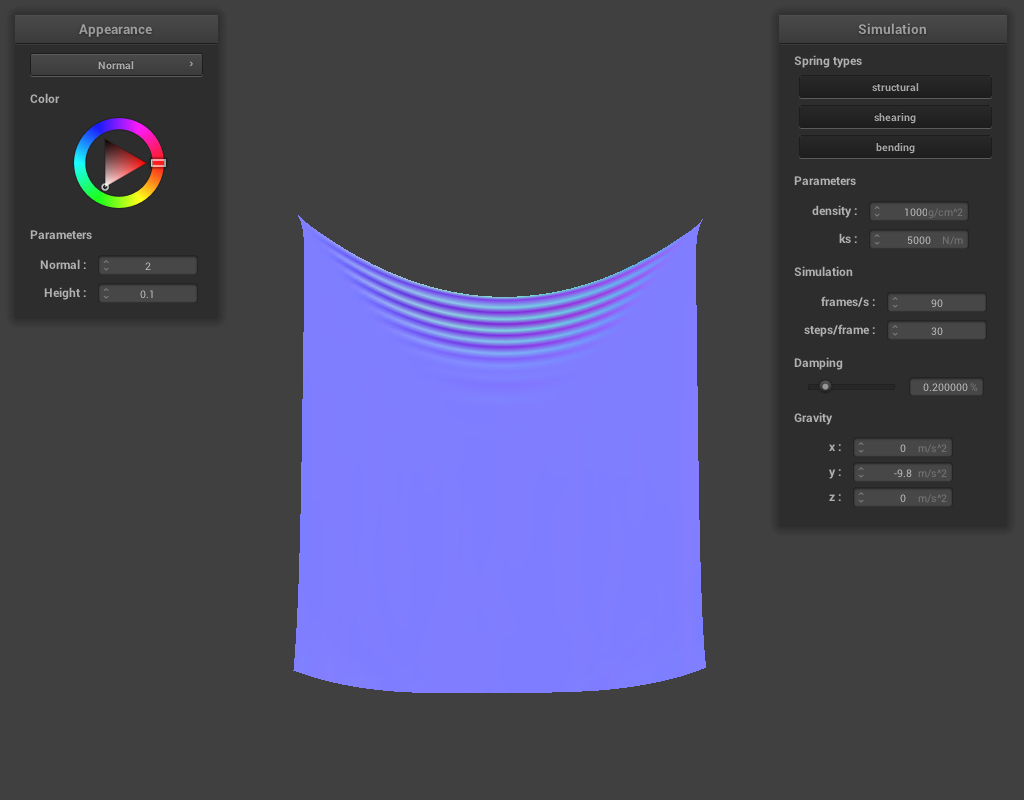 Appearance
Normal ›
Color
Parameters
Normal : 2
Height : 0.1
Simulation
Spring types
structural
shearing
bending
Parameters
density : 1000g/cm^2
ks : 5000 N/m
Simulation
frames/s : 90
steps/frame : 30
Damping
0.200000 %
Gravity
x : 0 m/s^2
y : -9.8 m/s^2
z : 0 m/s^2